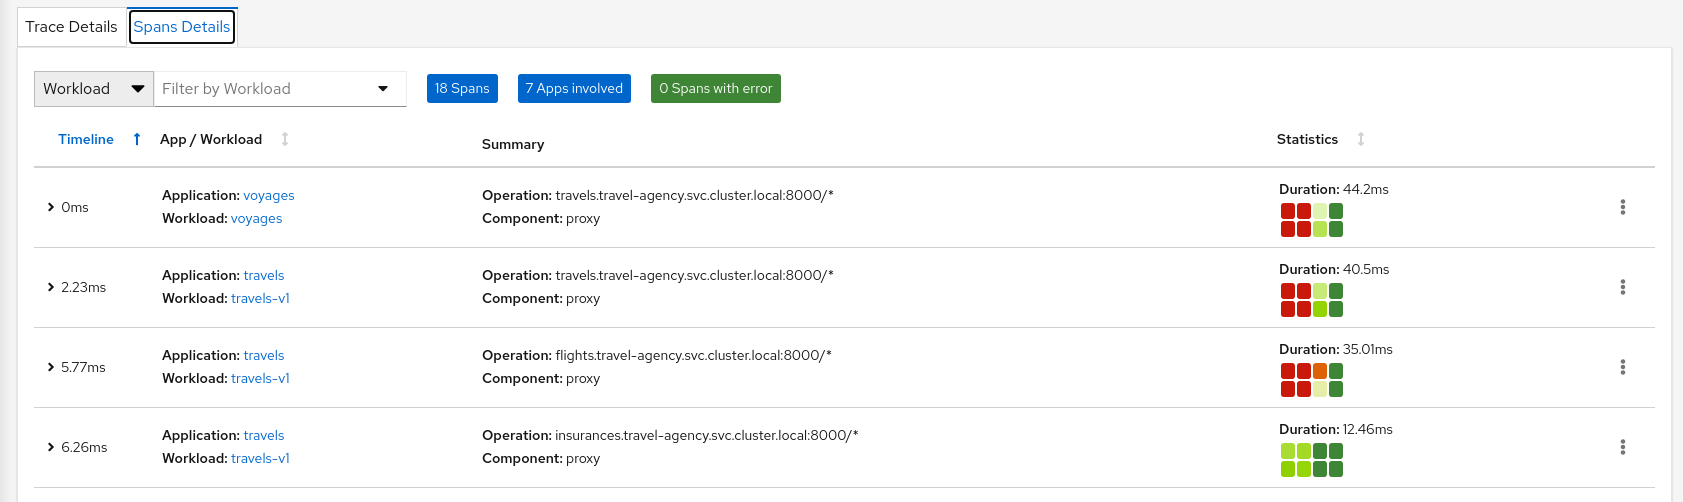 Trace Details
Spans Details
Workload
Filter by Workload
18 Spans
7 Apps involved
0 Spans with error
Timeline
App / Workload
Summary
Statistics
0ms
Application: voyages
Workload: voyages
Operation: travels.travel-agency.svc.cluster.local:8000/*
Component: proxy
Duration: 44.2ms
2.23ms
Application: travels
Workload: travels-v1
Operation: travels.travel-agency.svc.cluster.local:8000/*
Component: proxy
Duration: 40.5ms
5.77ms
Application: travels
Workload: travels-v1
Operation: flights.travel-agency.svc.cluster.local:8000/*
Component: proxy
Duration: 35.01ms
6.26ms
Application: travels
Workload: travels-v1
Operation: insurances.travel-agency.svc.cluster.local:8000/*
Component: proxy
Duration: 12.46ms